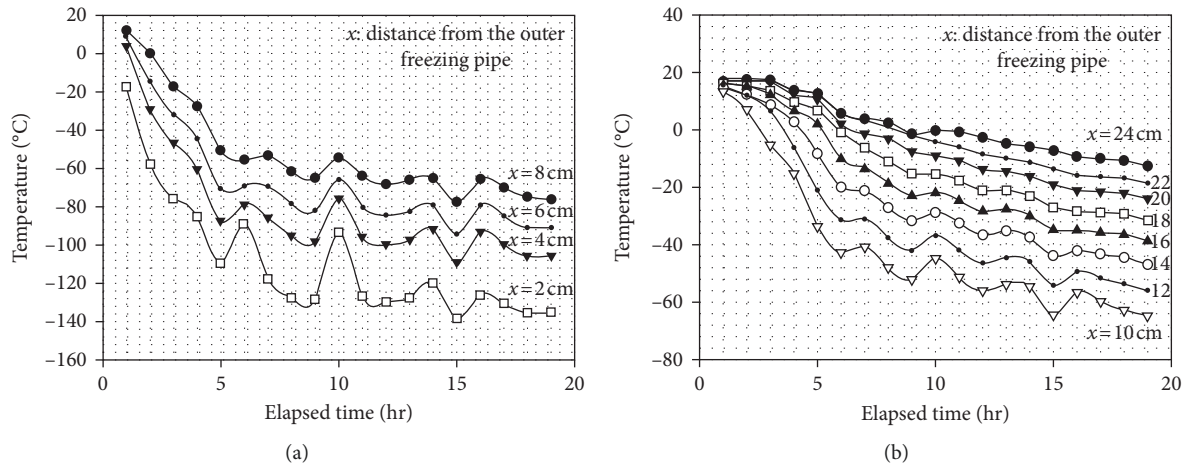 x: distance from the outer
freezing pipe
20
0
−20
−40
−60
−80
−100
−120
−140
−160
Temperature (°C)
x = 8 cm
x = 6 cm
x = 4 cm
x = 2 cm
0
5
10
15
20
Elapsed time (hr)
(a)
x: distance from the outer
freezing pipe
40
20
0
−20
−40
−60
−80
Temperature (°C)
x = 24 cm
22
20
18
16
14
12
x = 10 cm
0
5
10
15
20
Elapsed time (hr)
(b)